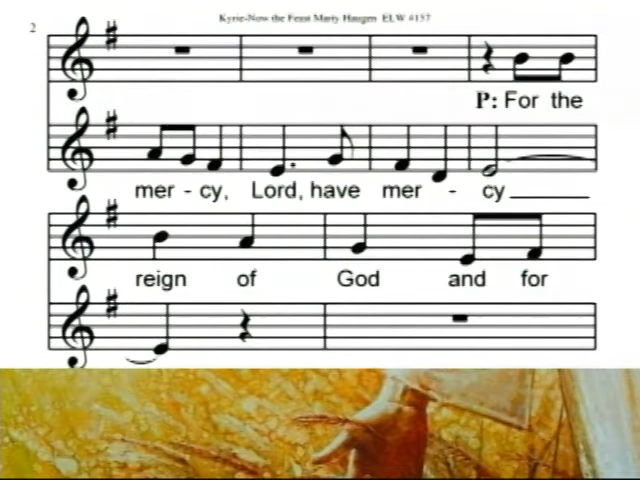 Kyrie-Now the Feast Marty Haugen ELW #157
2
P: For the
mer - cy, Lord, have mer - cy
reign of God and for